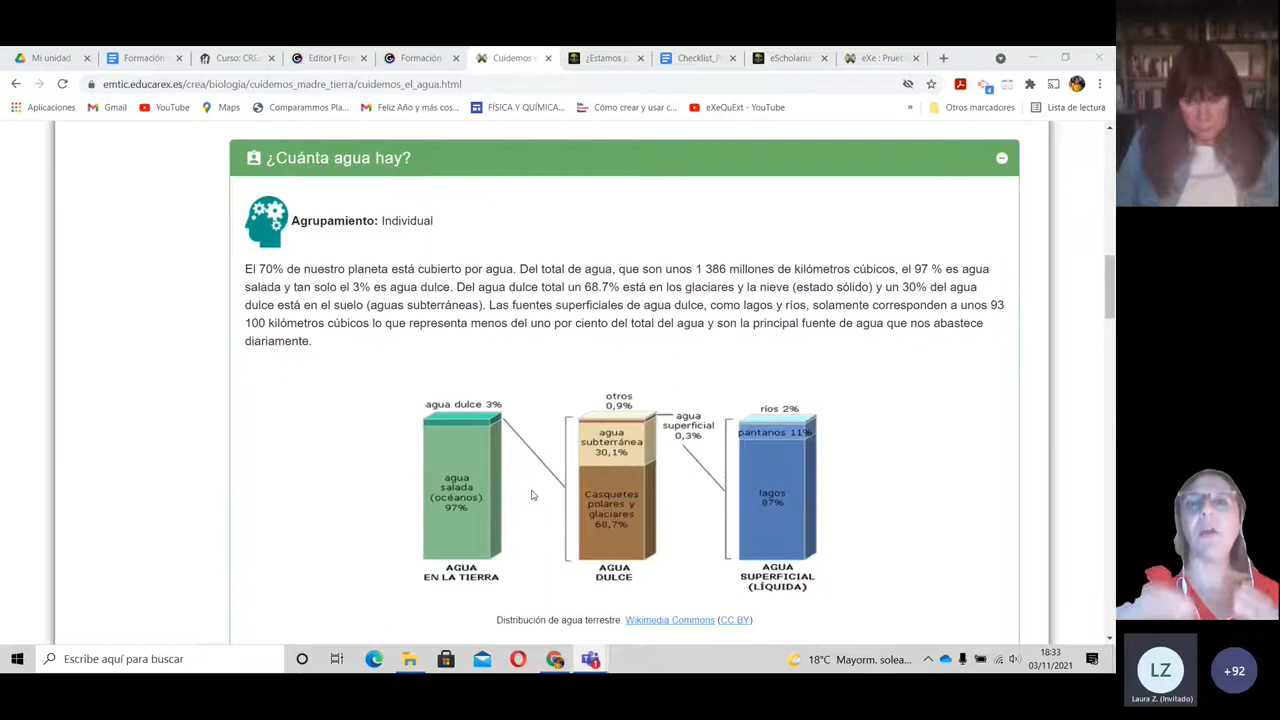 Mi unidad
Formación
Curso: CRE
Editor | For
Formación
Cuidemos
¿Estamos p
Checklist_P
eScholarium
eXe : Prueb
emtic.educarex.es/crea/biologia/cuidemos_madre_tierra/cuidemos_el_agua.html
Aplicaciones
Gmail
YouTube
Maps
Comparammos Plan...
Feliz Año y más cos...
FÍSICA Y QUÍMICA...
Cómo crear y usar c...
eXeQuExt - YouTube
»
Otros marcadores
Lista de lectura
¿Cuánta agua hay?
Agrupamiento: Individual
El 70% de nuestro planeta está cubierto por agua. Del total de agua, que son unos 1 386 millones de kilómetros cúbicos, el 97 % es agua
salada y tan solo el 3% es agua dulce. Del agua dulce total un 68.7% está en los glaciares y la nieve (estado sólido) y un 30% del agua
dulce está en el suelo (aguas subterráneas). Las fuentes superficiales de agua dulce, como lagos y ríos, solamente corresponden a unos 93
100 kilómetros cúbicos lo que representa menos del uno por ciento del total del agua y son la principal fuente de agua que nos abastece
diariamente.
agua dulce 3%
agua
salada
(océanos)
97%
AGUA
EN LA TIERRA
otros
0,9%
agua
subterránea
30,1%
Casquetes
polares y
glaciares
68,7%
AGUA
DULCE
agua
superficial
0,3%
ríos 2%
pantanos 11%
lagos
87%
AGUA
SUPERFICIAL
(LÍQUIDA)
Distribución de agua terrestre. Wikimedia Commons (CC BY)
Escribe aquí para buscar
18°C Mayorm. solea...
18:33
03/11/2021
LZ
Laura Z. (Invitado)
+92